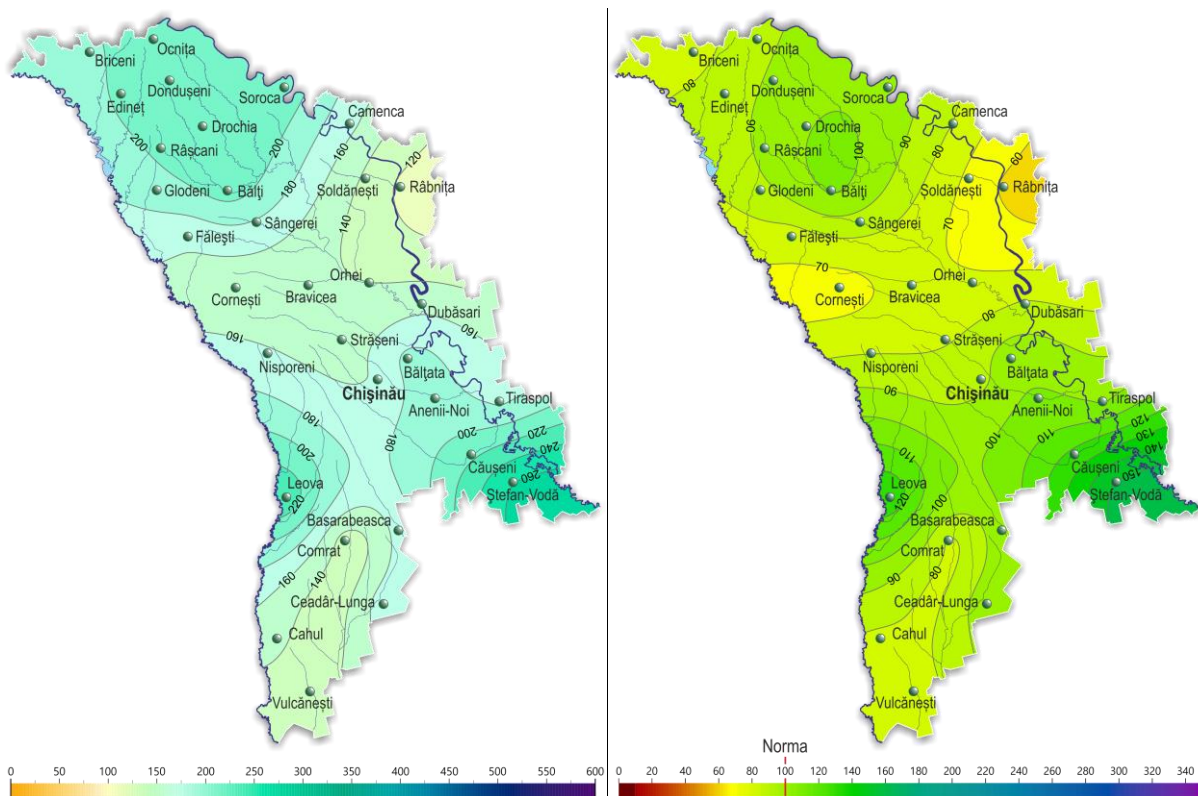 Ocnița
Briceni
Dondușeni
Soroca
Edineț
Camenca
Drochia
200
200
160
120
Râșcani
Șoldănești
Râbnița
Glodeni
Bălți
180
Sângerei
140
Fălești
Orhei
Cornești
Bravicea
Dubăsari
160
160
Strășeni
Nisporeni
Bălțata
Chișinău
Anenii-Noi
Tiraspol
180
180
200
220
240
200
Căușeni
260
Leova
Ștefan-Vodă
220
Basarabeasca
Comrat
160
140
Ceadâr-Lunga
Cahul
Vulcănești
0 50 100 150 200 250 300 350 400 450 500 550 600
Ocnița
Briceni
80
Dondușeni
Soroca
Edineț
Camenca
90
Drochia
90
80
60
Râșcani
100
Șoldănești
Râbnița
Glodeni
Bălți
Sângerei
70
Fălești
70
Orhei
Cornești
Bravicea
Dubăsari
80
Strășeni
Nisporeni
Bălțata
Chișinău
90
Anenii-Noi
Tiraspol
100
110
120
130
140
110
Căușeni
150
Leova
Ștefan-Vodă
120
100
Basarabeasca
Comrat
90
80
Ceadâr-Lunga
Cahul
Vulcănești
Norma
0 20 40 60 80 100 120 140 160 180 200 220 240 260 280 300 320 340